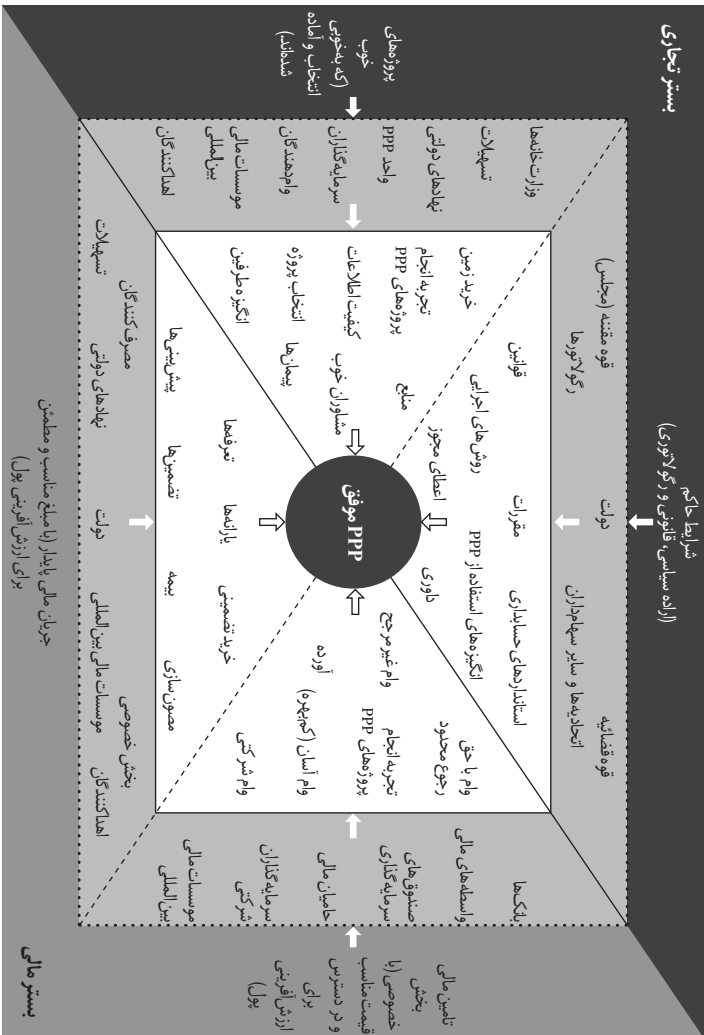 بستر تجاری
شرایط حاکم
(اراده سیاسی، قانونی و رگولاتوری)
قوه مقننه (مجلس)
رگولاتورها
دولت
اتحادیه‌ها و سایر سهام‌داران
قوه قضائیه
پروژه‌های
خوب
(که به‌خوبی
انتخاب و آماده
شده‌اند.)
وزارت‌خانه‌ها
تسهیلات
نهادهای دولتی
واحد PPP
سرمایه‌گذاران
وام‌دهندگان
موسسات مالی
بین‌المللی
اهداکنندگان
قوانین
مقررات
استانداردهای حسابداری
روش‌های اجرایی
انگیزه‌های استفاده از PPP
اعطای مجوز
داوری
خرید زمین
تجربه انجام
پروژه‌های PPP
منابع
کیفیت اطلاعات
مشاوران خوب
انتخاب پروژه
پیمان‌ها
انگیزه طرفین
PPP موفق
وام با حق
رجوع محدود
وام غیرمرجح
تجربه انجام
پروژه‌های PPP
آورده
وام آسان (کم‌بهره)
وام شرکتی
تعرفه‌ها
یارانه‌ها
خرید تضمینی
پیش‌بینی‌ها
تضمین‌ها
بیمه
مصون‌سازی
بانک‌ها
واسطه‌های مالی
صندوق‌های
سرمایه‌گذاری
حامیان مالی
سرمایه‌گذاران
شرکتی
موسسات مالی
بین‌المللی
تامین مالی
بخش
خصوصی (با
قیمت مناسب
و در دسترس
برای
ارزش‌آفرینی
پول)
مصرف‌کنندگان
بخش خصوصی
تسهیلات
نهادهای دولتی
دولت
موسسات مالی بین‌المللی
اهداکنندگان
جریان مالی پایدار (با مبلغ مناسب و مطمئن
برای ارزش‌آفرینی پول)
بستر مالی